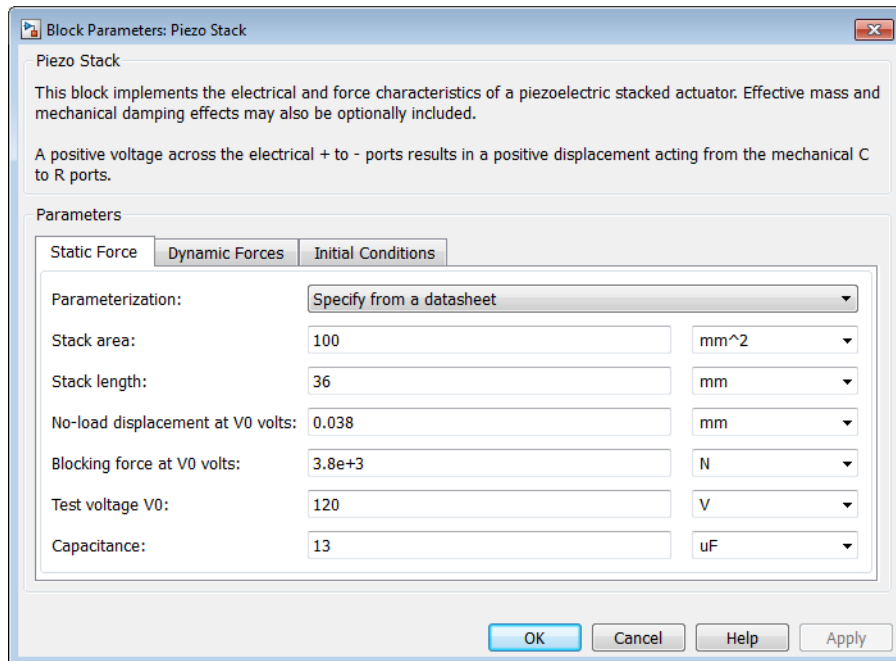 Block Parameters: Piezo Stack
Piezo Stack
This block implements the electrical and force characteristics of a piezoelectric stacked actuator. Effective mass and
mechanical damping effects may also be optionally included.
A positive voltage across the electrical + to - ports results in a positive displacement acting from the mechanical C
to R ports.
Parameters
Static Force Dynamic Forces Initial Conditions
Parameterization: Specify from a datasheet
Stack area: 100 mm^2
Stack length: 36 mm
No-load displacement at V0 volts: 0.038 mm
Blocking force at V0 volts: 3.8e+3 N
Test voltage V0: 120 V
Capacitance: 13 uF
OK Cancel Help Apply